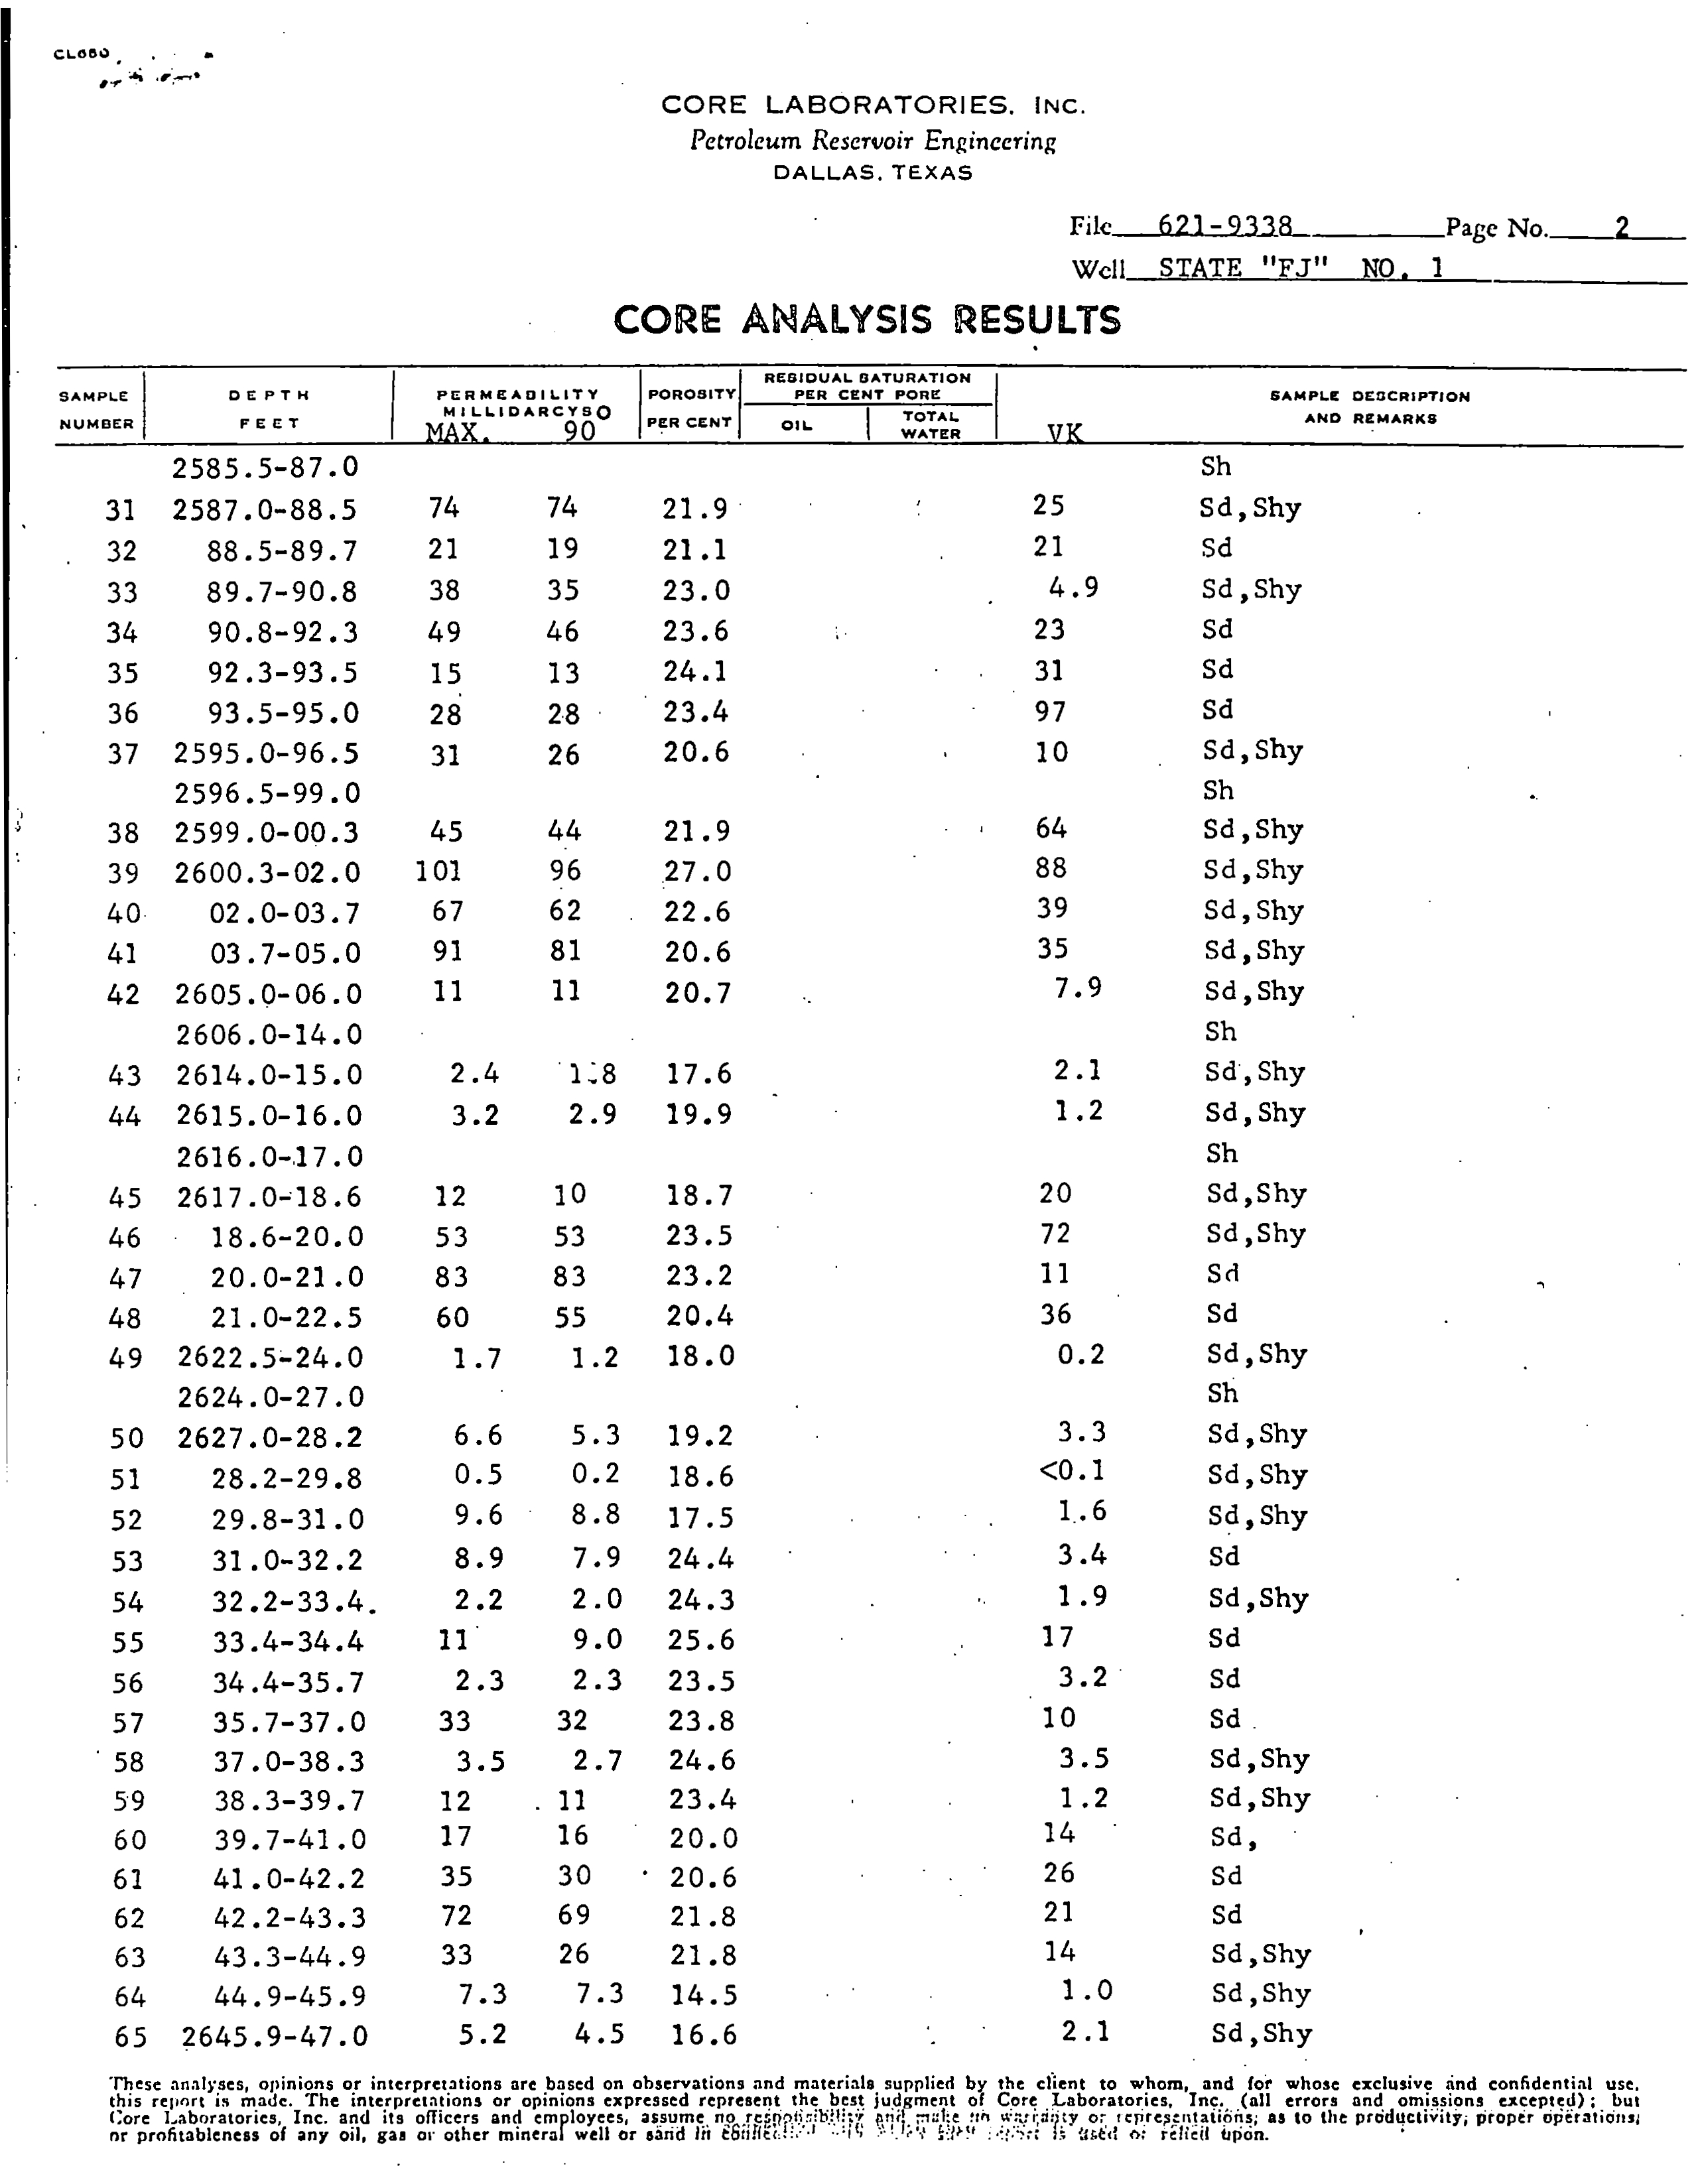 CL660
CORE LABORATORIES, INC.
Petroleum Reservoir Engineering
DALLAS, TEXAS
File 621-9338 Page No. 2
Well STATE "FJ" NO. 1
CORE ANALYSIS RESULTS
SAMPLE NUMBER DEPTH FEET PERMEABILITY MILLIDARCYS MAX. 90° POROSITY PER CENT RESIDUAL SATURATION PER CENT PORE OIL TOTAL WATER VK SAMPLE DESCRIPTION AND REMARKS
2585.5-87.0 Sh
31 2587.0-88.5 74 74 21.9 25 Sd,Shy
32 88.5-89.7 21 19 21.1 21 Sd
33 89.7-90.8 38 35 23.0 4.9 Sd,Shy
34 90.8-92.3 49 46 23.6 23 Sd
35 92.3-93.5 15 13 24.1 31 Sd
36 93.5-95.0 28 28 23.4 97 Sd
37 2595.0-96.5 31 26 20.6 10 Sd,Shy
2596.5-99.0 Sh
38 2599.0-00.3 45 44 21.9 64 Sd,Shy
39 2600.3-02.0 101 96 27.0 88 Sd,Shy
40 02.0-03.7 67 62 22.6 39 Sd,Shy
41 03.7-05.0 91 81 20.6 35 Sd,Shy
42 2605.0-06.0 11 11 20.7 7.9 Sd,Shy
2606.0-14.0 Sh
43 2614.0-15.0 2.4 1.8 17.6 2.1 Sd,Shy
44 2615.0-16.0 3.2 2.9 19.9 1.2 Sd,Shy
2616.0-17.0 Sh
45 2617.0-18.6 12 10 18.7 20 Sd,Shy
46 18.6-20.0 53 53 23.5 72 Sd,Shy
47 20.0-21.0 83 83 23.2 11 Sd
48 21.0-22.5 60 55 20.4 36 Sd
49 2622.5-24.0 1.7 1.2 18.0 0.2 Sd,Shy
2624.0-27.0 Sh
50 2627.0-28.2 6.6 5.3 19.2 3.3 Sd,Shy
51 28.2-29.8 0.5 0.2 18.6 <0.1 Sd,Shy
52 29.8-31.0 9.6 8.8 17.5 1.6 Sd,Shy
53 31.0-32.2 8.9 7.9 24.4 3.4 Sd
54 32.2-33.4. 2.2 2.0 24.3 1.9 Sd,Shy
55 33.4-34.4 11 9.0 25.6 17 Sd
56 34.4-35.7 2.3 2.3 23.5 3.2 Sd
57 35.7-37.0 33 32 23.8 10 Sd
58 37.0-38.3 3.5 2.7 24.6 3.5 Sd,Shy
59 38.3-39.7 12 11 23.4 1.2 Sd,Shy
60 39.7-41.0 17 16 20.0 14 Sd,
61 41.0-42.2 35 30 20.6 26 Sd
62 42.2-43.3 72 69 21.8 21 Sd
63 43.3-44.9 33 26 21.8 14 Sd,Shy
64 44.9-45.9 7.3 7.3 14.5 1.0 Sd,Shy
65 2645.9-47.0 5.2 4.5 16.6 2.1 Sd,Shy
These analyses, opinions or interpretations are based on observations and materials supplied by the client to whom, and for whose exclusive and confidential use,
this report is made. The interpretations or opinions expressed represent the best judgment of Core Laboratories, Inc. (all errors and omissions excepted); but
Core Laboratories, Inc. and its officers and employees, assume no responsibility and make no warranty or representations, as to the productivity, proper operations,
or profitableness of any oil, gas or other mineral well or sand in connection is used or relied upon.